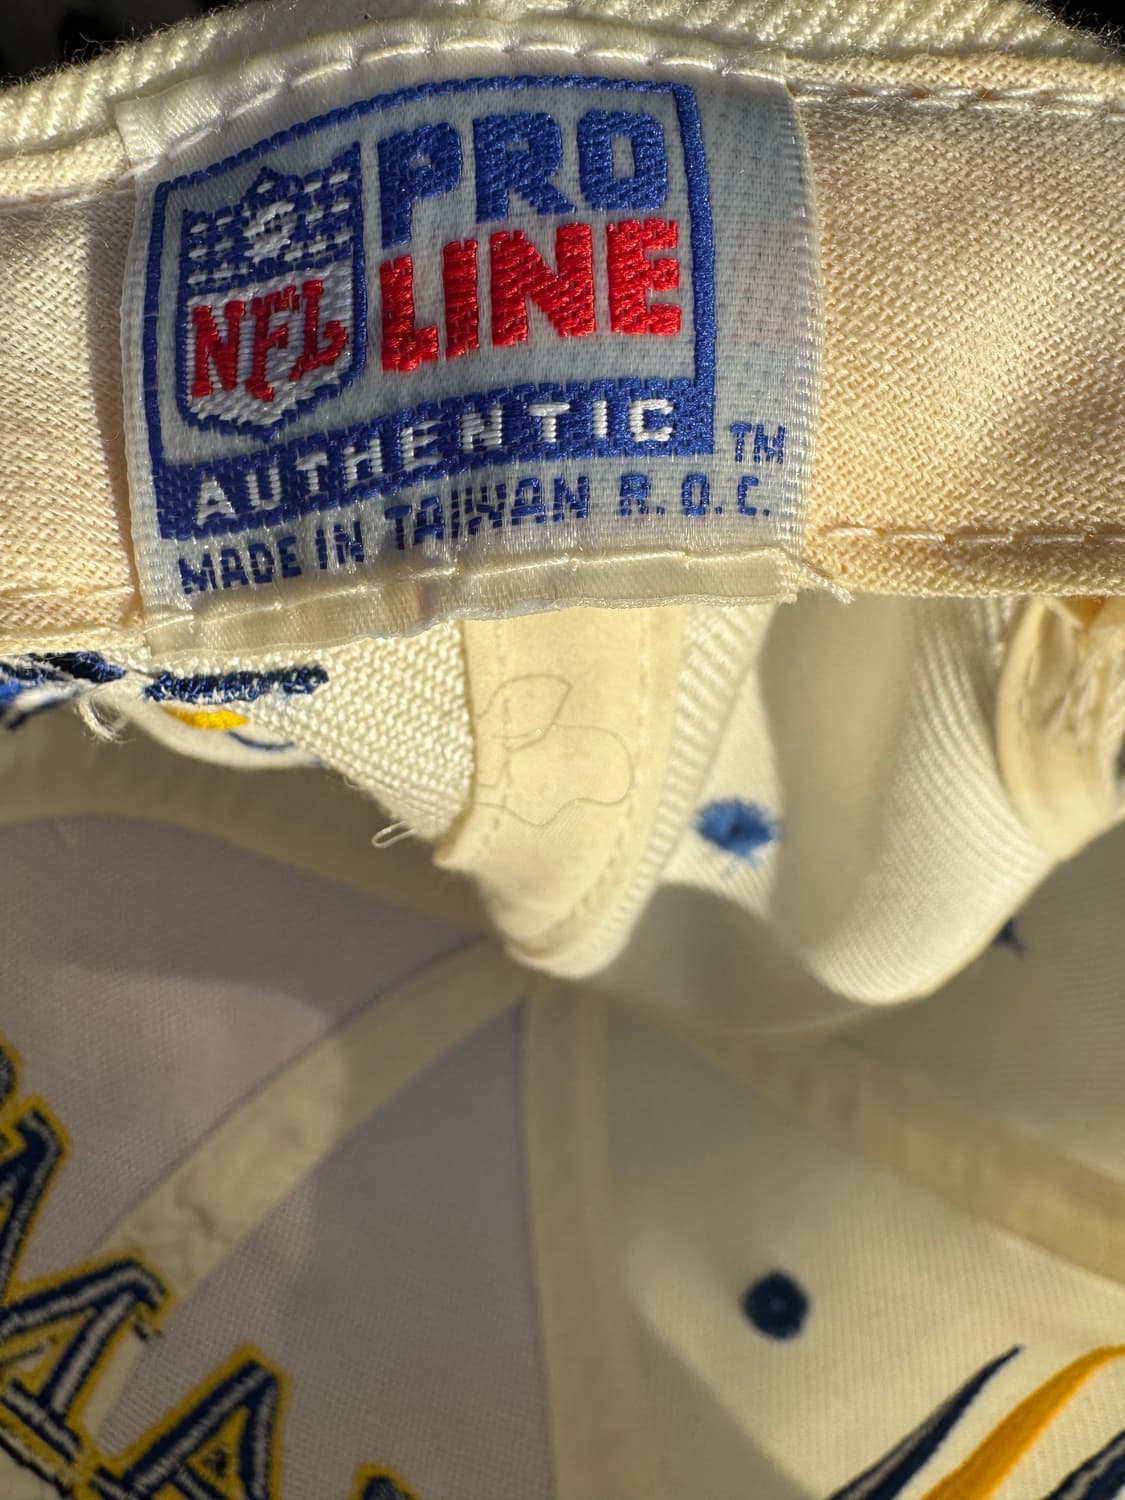 PRO
LINE
NFL
AUTHENTIC
TM
MADE IN TAIWAN R.O.C.